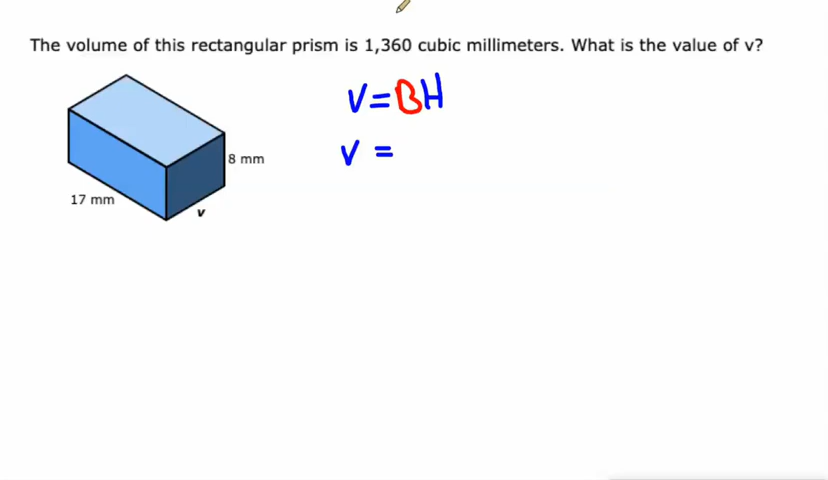 The volume of this rectangular prism is 1,360 cubic millimeters. What is the value of v?
V=BH
V =
8 mm
17 mm
v